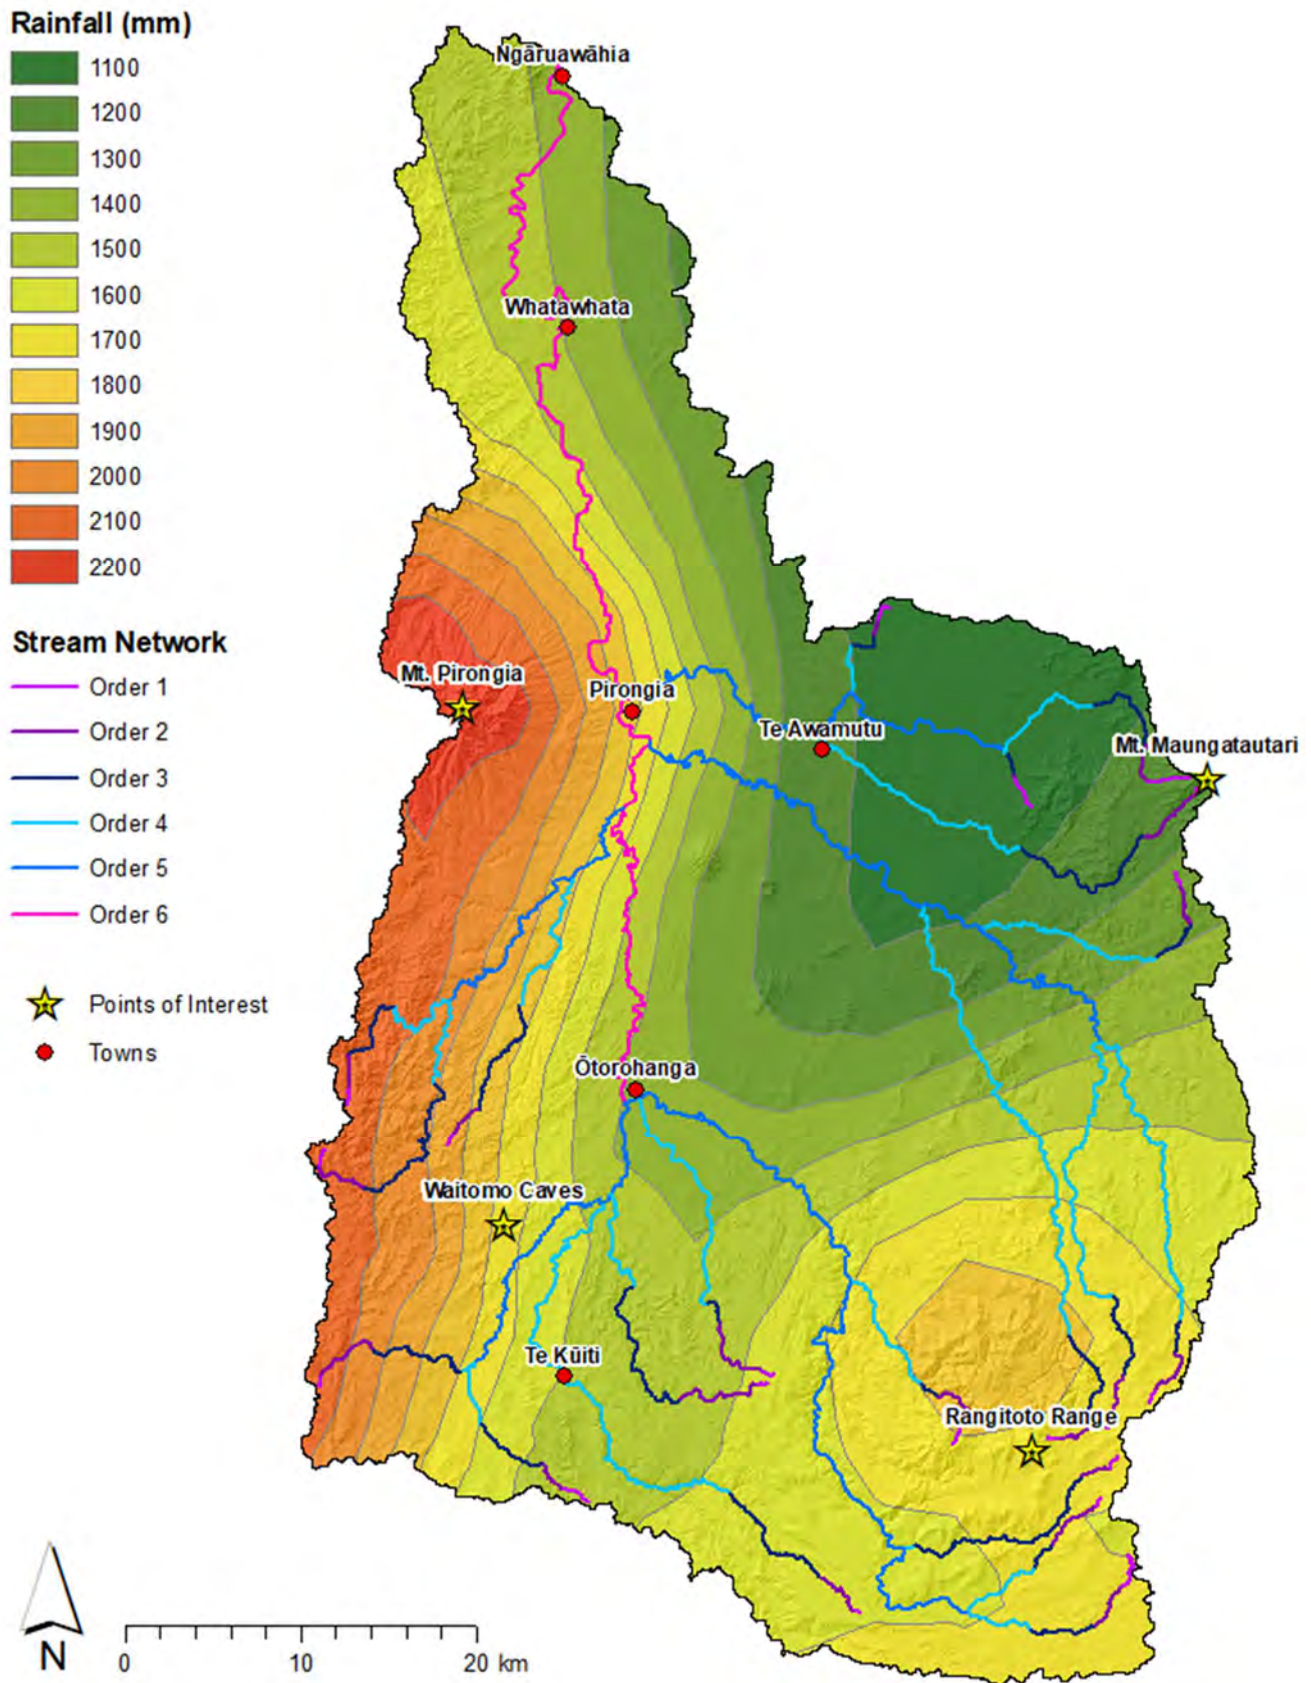 Rainfall (mm)
1100
1200
1300
1400
1500
1600
1700
1800
1900
2000
2100
2200
Stream Network
Order 1
Order 2
Order 3
Order 4
Order 5
Order 6
Points of Interest
Towns
Ngāruawāhia
Whatawhata
Mt. Pirongia
Pirongia
Te Awamutu
Mt. Maungatautari
Ōtorohanga
Waitomo Caves
Te Kūiti
Rangitoto Range
N
0 10 20 km